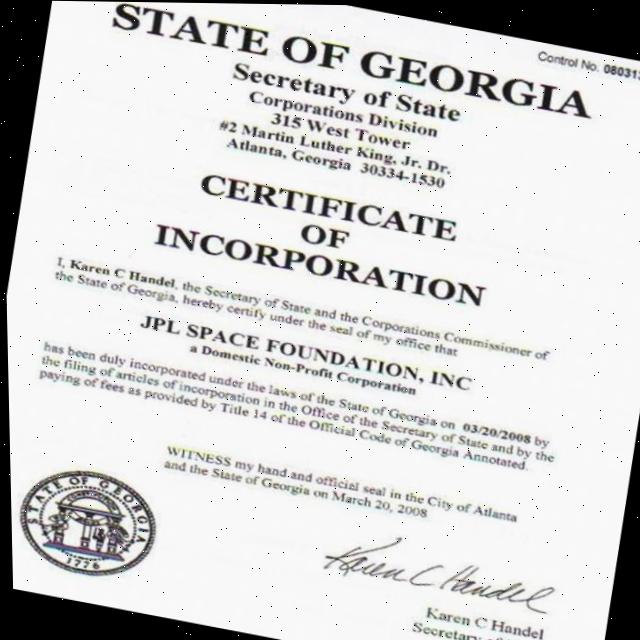 STATE OF GEORGIA
Control No.
Secretary of State
Corporations Division
315 West Tower
#2 Martin Luther King, Jr. Dr.
Atlanta, Georgia 30334-1530
CERTIFICATE
OF
INCORPORATION
I, Karen C Handel, the Secretary of State and the Corporations Commissioner of
the State of Georgia, hereby certify under the seal of my office that
JPL SPACE FOUNDATION, INC
a Domestic Non-Profit Corporation
has been duly incorporated under the laws of the State of Georgia on 03/20/2008 by
the filing of articles of incorporation in the Office of the Secretary of State and by the
paying of fees as provided by Title 14 of the Official Code of Georgia Annotated.
WITNESS my hand and official seal in the City of Atlanta
and the State of Georgia on March 20, 2008
STATE OF GEORGIA
1776
Karen C Handel
Karen C Handel
Secretary of